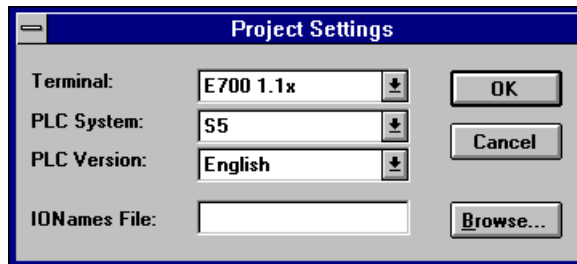 Project Settings
Terminal: E700 1.1x OK
PLC System: S5
Cancel
PLC Version: English
IONames File: Browse...